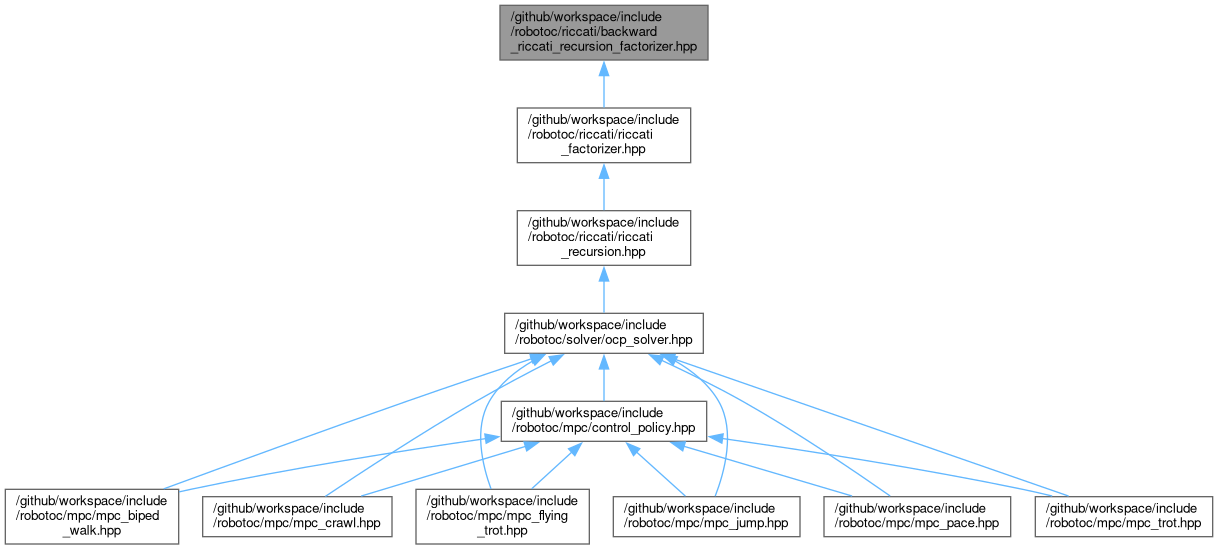 /github/workspace/include
/robotoc/riccati/backward
_riccati_recursion_factorizer.hpp
/github/workspace/include
/robotoc/riccati/riccati
_factorizer.hpp
/github/workspace/include
/robotoc/riccati/riccati
_recursion.hpp
/github/workspace/include
/robotoc/solver/ocp_solver.hpp
/github/workspace/include
/robotoc/mpc/control_policy.hpp
/github/workspace/include
/robotoc/mpc/mpc_biped
_walk.hpp
/github/workspace/include
/robotoc/mpc/mpc_crawl.hpp
/github/workspace/include
/robotoc/mpc/mpc_flying
_trot.hpp
/github/workspace/include
/robotoc/mpc/mpc_jump.hpp
/github/workspace/include
/robotoc/mpc/mpc_pace.hpp
/github/workspace/include
/robotoc/mpc/mpc_trot.hpp